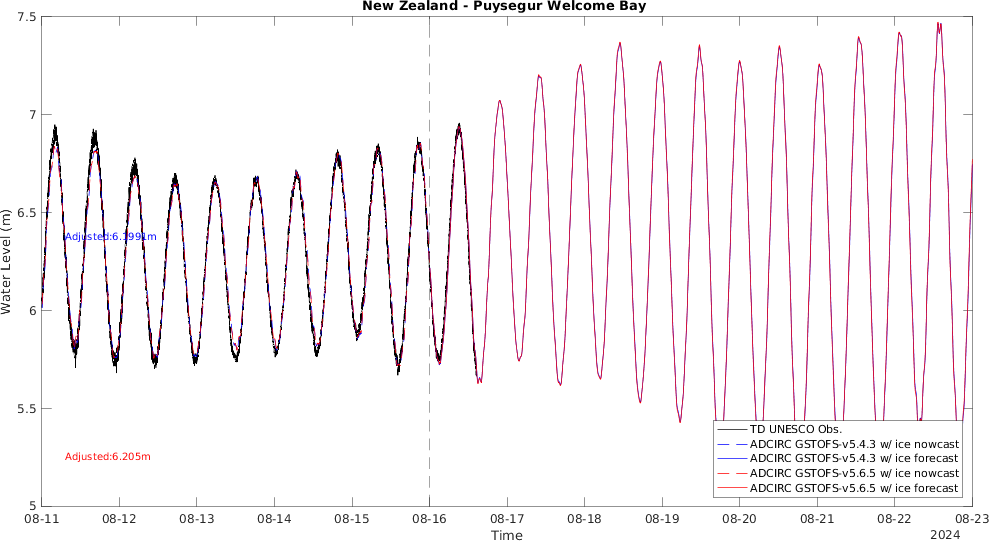 New Zealand - Puysegur Welcome Bay
7.5
7
6.5
6
5.5
5
Water Level (m)
Adjusted:6.1991m
Adjusted:6.205m
TD UNESCO Obs.
ADCIRC GSTOFS-v5.4.3 w/ ice nowcast
ADCIRC GSTOFS-v5.4.3 w/ ice forecast
ADCIRC GSTOFS-v5.6.5 w/ ice nowcast
ADCIRC GSTOFS-v5.6.5 w/ ice forecast
08-11 08-12 08-13 08-14 08-15 08-16 08-17 08-18 08-19 08-20 08-21 08-22 08-23
Time
2024